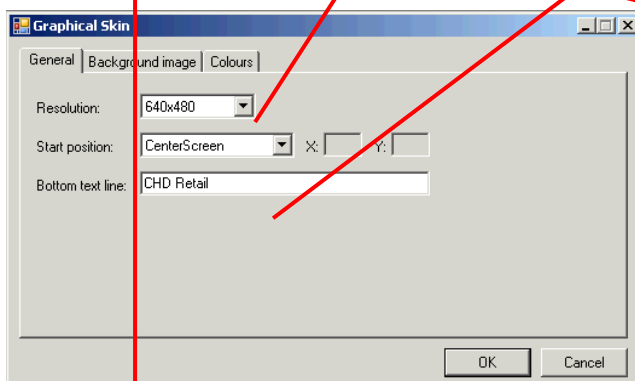 Graphical Skin
General Background image Colours
Resolution: 640x480
Start position: CenterScreen X: Y:
Bottom text line: CHD Retail
OK Cancel